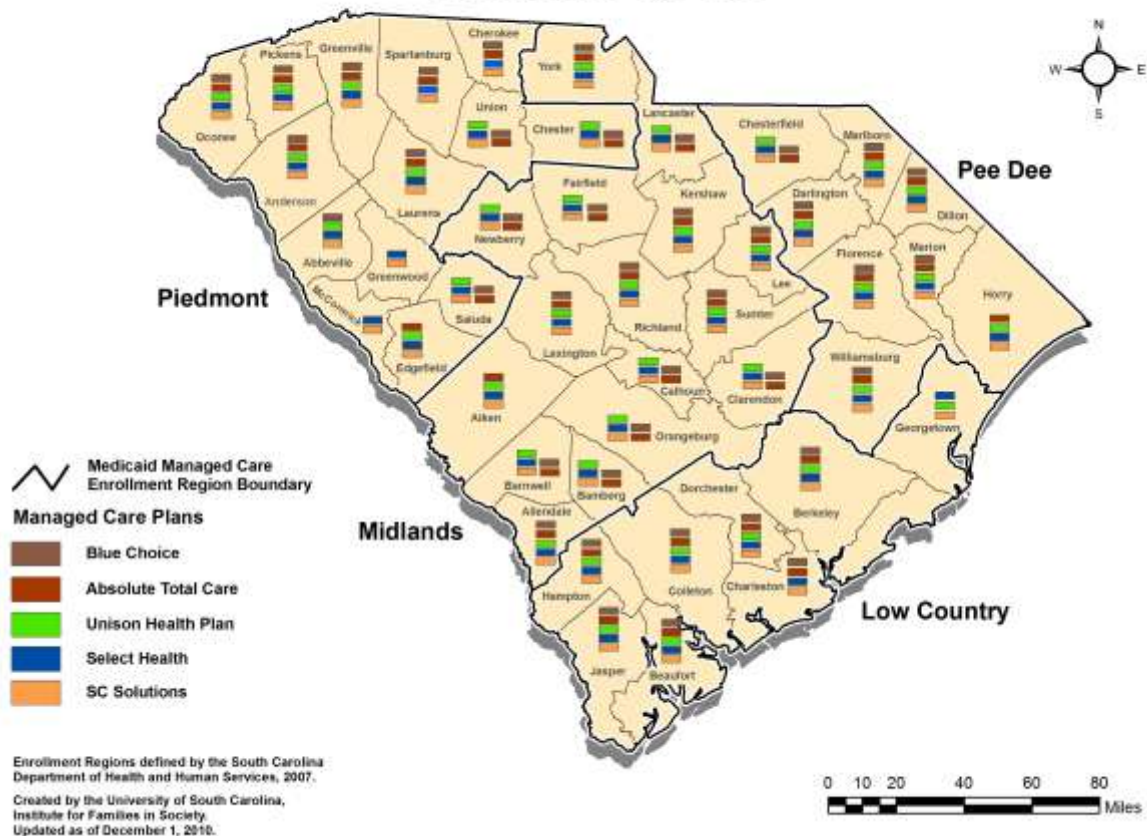 N
W
E
S
Cherokee
Greenville
Pickens
Spartanburg
York
Oconee
Union
Chester
Lancaster
Chesterfield
Marlboro
Pee Dee
Anderson
Laurens
Fairfield
Kershaw
Darlington
Dillon
Newberry
Abbeville
Greenwood
Lee
Florence
Marion
Horry
Piedmont
McCormick
Saluda
Richland
Sumter
Edgefield
Lexington
Calhoun
Clarendon
Williamsburg
Aiken
Orangeburg
Georgetown
Barnwell
Bamberg
Dorchester
Berkeley
Allendale
Midlands
Hampton
Colleton
Charleston
Low Country
Jasper
Beaufort
Medicaid Managed Care
Enrollment Region Boundary
Managed Care Plans
Blue Choice
Absolute Total Care
Unison Health Plan
Select Health
SC Solutions
Enrollment Regions defined by the South Carolina
Department of Health and Human Services, 2007.
Created by the University of South Carolina,
Institute for Families in Society.
Updated as of December 1, 2010.
0 10 20 40 60 80
Miles